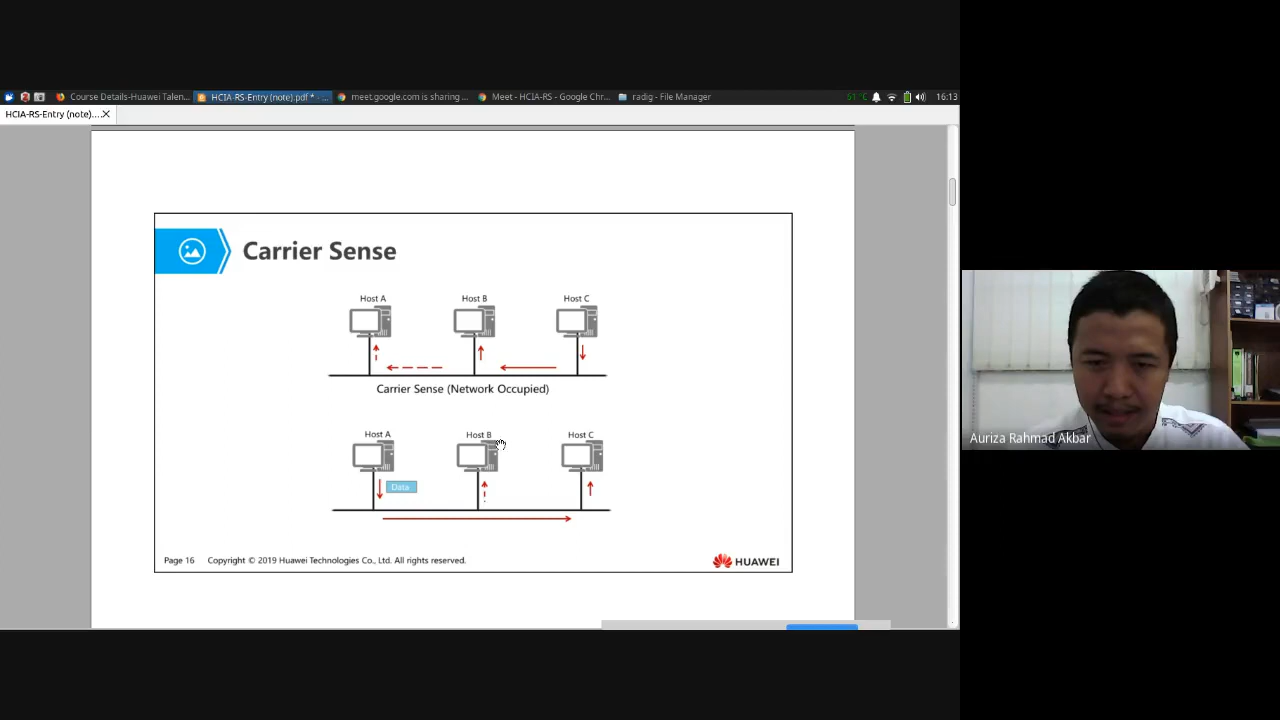 Course Details-Huawei Talen...
HCIA-RS-Entry (note).pdf * -...
meet.google.com is sharing ...
Meet - HCIA-RS - Google Chr...
radig - File Manager
61°C
16:13
HCIA-RS-Entry (note)....
Carrier Sense
Host A
Host B
Host C
Carrier Sense (Network Occupied)
Host A
Host B
Host C
Data
Page 16
Copyright © 2019 Huawei Technologies Co., Ltd. All rights reserved.
HUAWEI
Auriza Rahmad Akbar